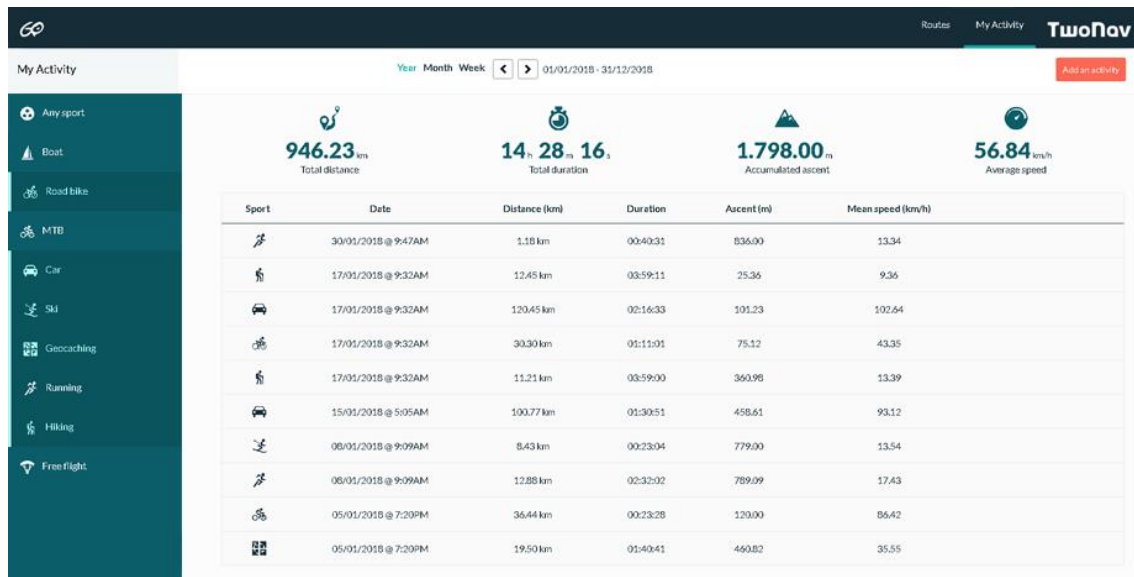 GO
Routes My Activity TwoNav
My Activity
Year Month Week 01/01/2018 - 31/12/2018
Add an activity
Any sport
Boat
Road bike
MTB
Car
Ski
Geocaching
Running
Hiking
Free flight
946.23 km
Total distance
14 h 28 m 16 s
Total duration
1.798.00 m
Accumulated ascent
56.84 km/h
Average speed
Sport Date Distance (km) Duration Ascent (m) Mean speed (km/h)
30/01/2018 @ 9:47AM 1.18 km 00:40:31 836.00 13.34
17/01/2018 @ 9:32AM 12.45 km 03:59:11 25.36 9.36
17/01/2018 @ 9:32AM 120.45 km 02:16:33 101.23 102.64
17/01/2018 @ 9:32AM 30.30 km 01:11:01 75.12 43.35
17/01/2018 @ 9:32AM 11.21 km 03:59:00 360.98 13.39
15/01/2018 @ 5:05AM 100.77 km 01:30:51 458.61 93.12
08/01/2018 @ 9:09AM 8.43 km 00:23:04 779.00 13.54
08/01/2018 @ 9:09AM 12.88 km 02:32:02 789.09 17.43
05/01/2018 @ 7:20PM 36.44 km 00:23:28 120.00 86.42
05/01/2018 @ 7:20PM 19.50 km 01:40:41 460.82 35.55